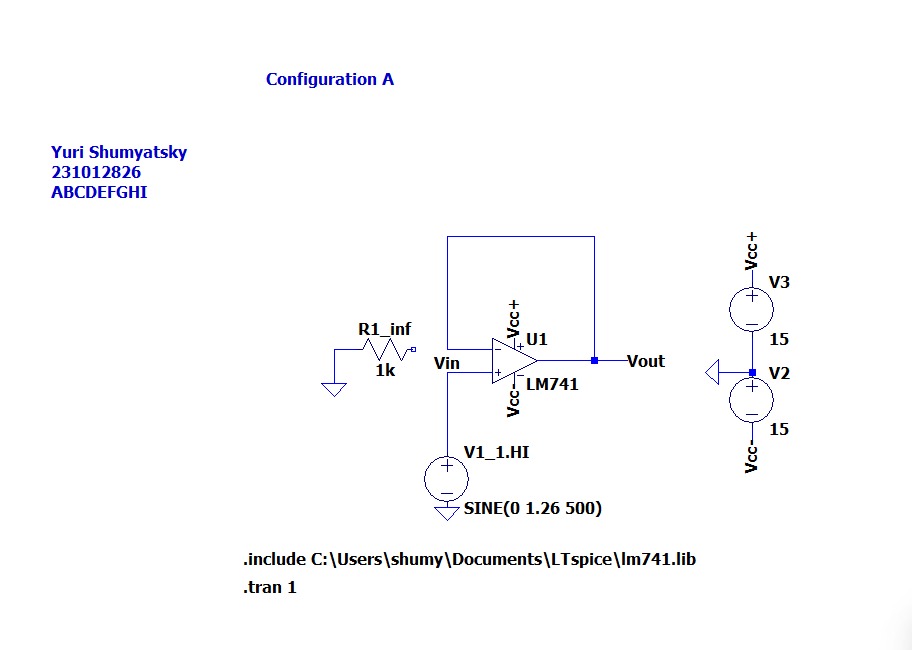 Configuration A
Yuri Shumyatsky
231012826
ABCDEFGHI
Vcc+
V3
15
V2
15
Vcc-
R1_inf
1k
Vin
Vcc+
U1
LM741
Vcc-
Vout
V1_1.HI
SINE(0 1.26 500)
.include C:\Users\shumy\Documents\LTspice\lm741.lib
.tran 1